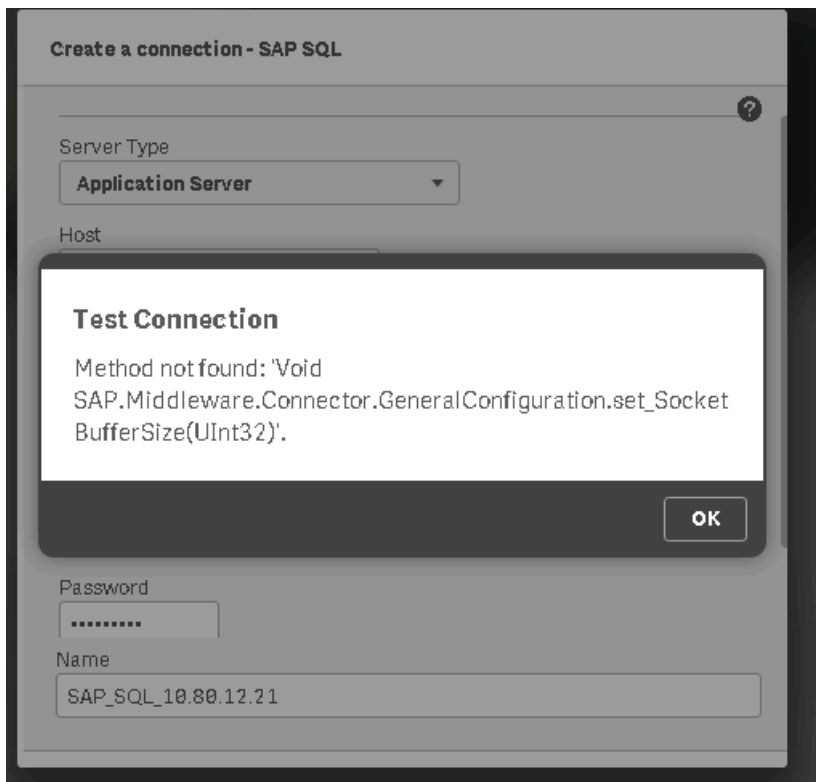 Create a connection - SAP SQL
?
Server Type
Application Server
Host
Test Connection
Method not found: 'Void
SAP.Middleware.Connector.GeneralConfiguration.set_Socket
BufferSize(UInt32)'.
OK
Password
•••••••••
Name
SAP_SQL_10.80.12.21